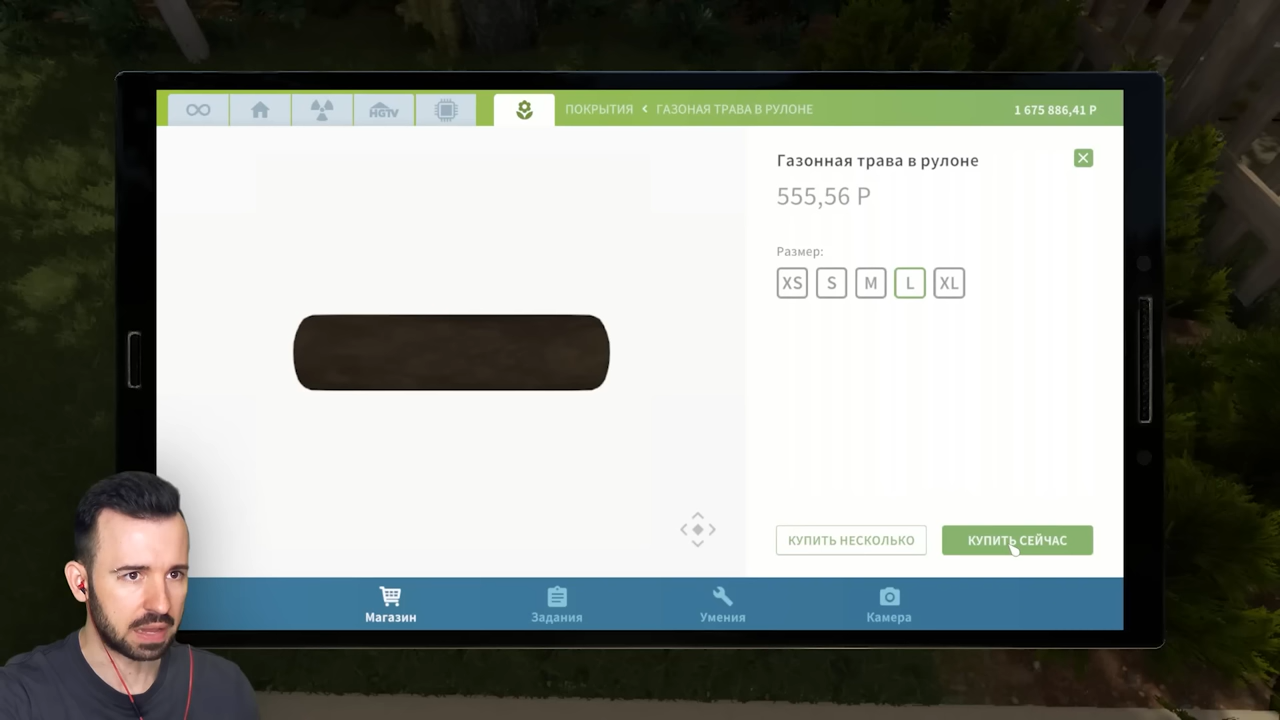 HGTV
ПОКРЫТИЯ < ГАЗОНАЯ ТРАВА В РУЛОНЕ
1 675 886,41 Р
Газонная трава в рулоне
555,56 Р
Размер:
XS S M L XL
КУПИТЬ НЕСКОЛЬКО
КУПИТЬ СЕЙЧАС
Магазин
Задания
Умения
Камера